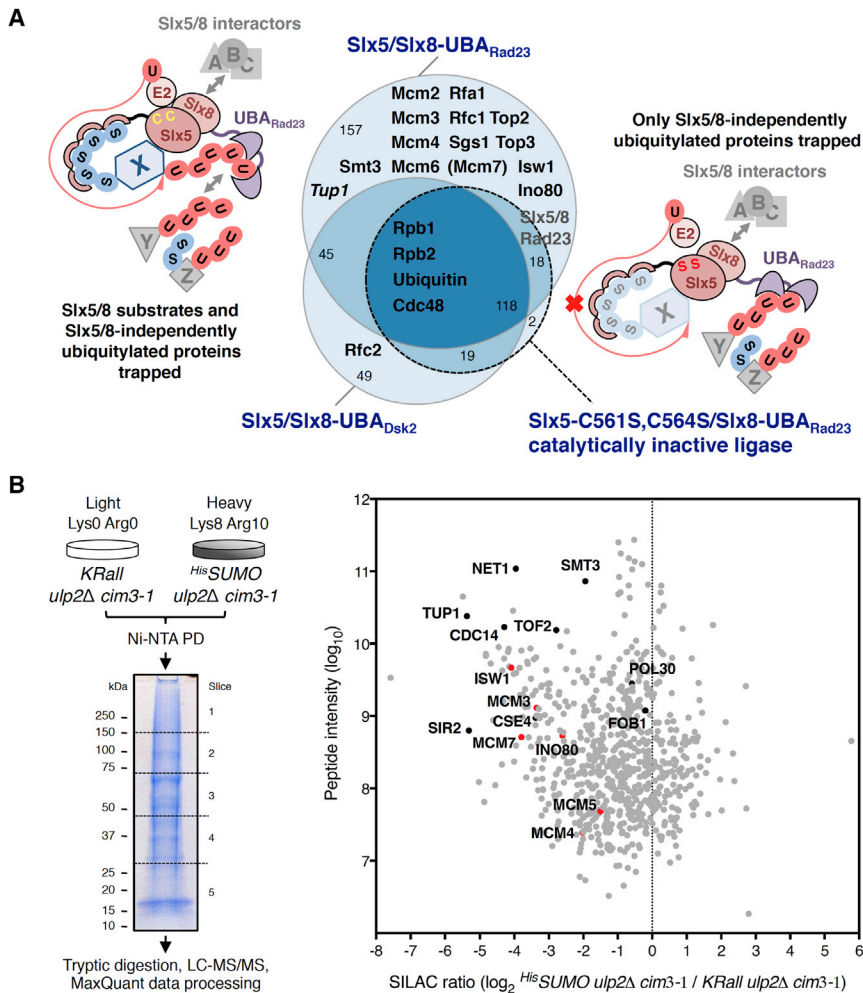 A
Slx5/8 interactors
A B C
U
E2
Slx8
C C
Slx5
UBARad23
S S S S S S
X
U U U U
U U U U
Y
S S
U U U U
Z
Slx5/8 substrates and
Slx5/8-independently
ubiquitylated proteins
trapped
Slx5/Slx8-UBARad23
Mcm2 Rfa1
157
Mcm3 Rfc1 Top2
Mcm4 Sgs1 Top3
Smt3 Mcm6 (Mcm7) Isw1
Tup1
Ino80
Slx5/8
Rad23
Rpb1
Rpb2
Ubiquitin
Cdc48
45
18
118
2
19
Rfc2
49
Slx5/Slx8-UBADsk2
Only Slx5/8-independently
ubiquitylated proteins trapped
Slx5/8 interactors
A B C
U
E2
Slx8
S S
Slx5
UBARad23
S S S S S S
X
U U U U
Y
S S
U U U U
Z
Slx5-C561S,C564S/Slx8-UBARad23
catalytically inactive ligase
B
Light
Lys0 Arg0
Heavy
Lys8 Arg10
KRall
ulp2Δ cim3-1
HisSUMO
ulp2Δ cim3-1
Ni-NTA PD
kDa
Slice
250
150
100
75
50
37
25
20
15
10
1
2
3
4
5
Tryptic digestion, LC-MS/MS,
MaxQuant data processing
Peptide intensity (log10)
12
11
10
9
8
7
NET1
SMT3
TUP1
CDC14
TOF2
ISW1
POL30
MCM3
CSE4
FOB1
SIR2
MCM7
INO80
MCM5
MCM4
-8 -7 -6 -5 -4 -3 -2 -1 0 1 2 3 4 5 6
SILAC ratio (log2 HisSUMO ulp2Δ cim3-1 / KRall ulp2Δ cim3-1)